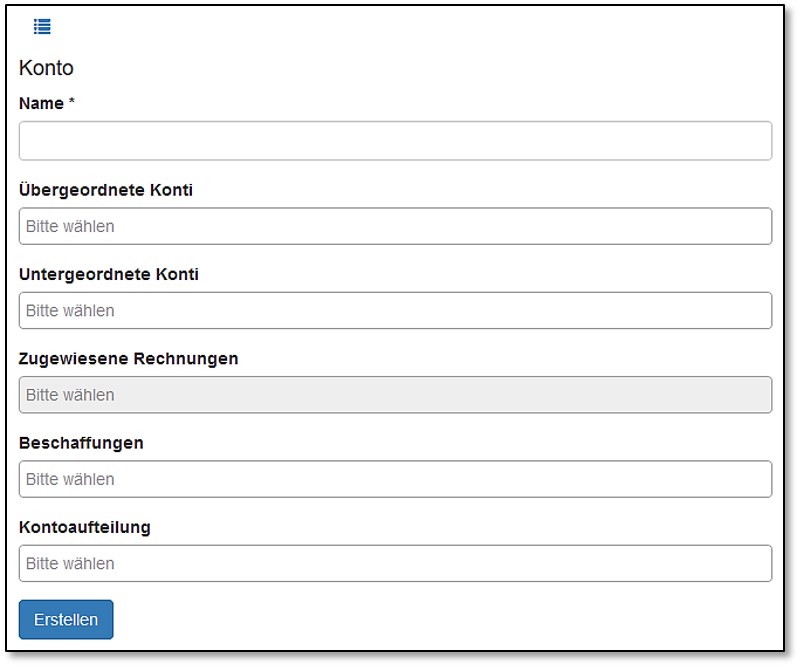 Konto
Name *
Übergeordnete Konti
Bitte wählen
Untergeordnete Konti
Bitte wählen
Zugewiesene Rechnungen
Bitte wählen
Beschaffungen
Bitte wählen
Kontoaufteilung
Bitte wählen
Erstellen